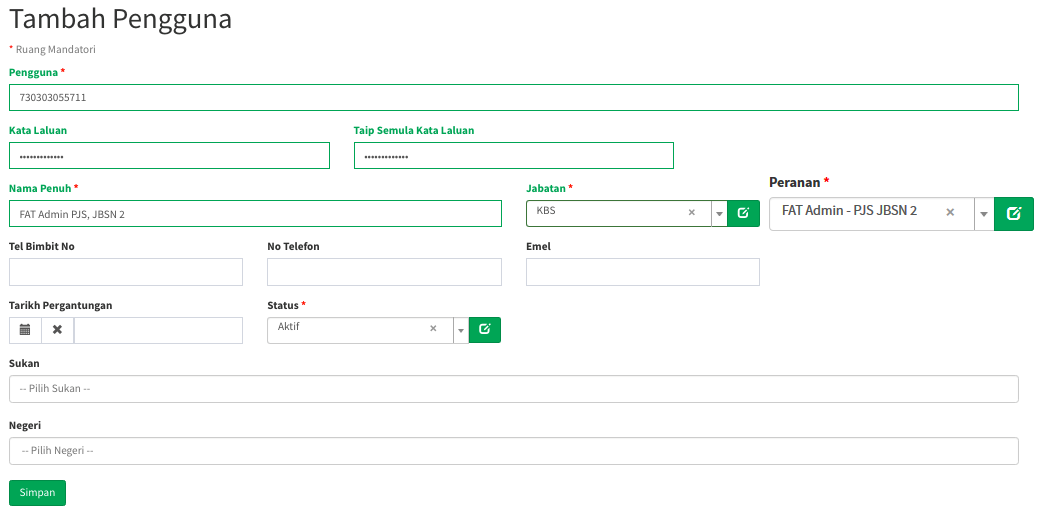 Tambah Pengguna
* Ruang Mandatori
Pengguna *
730303055711
Kata Laluan Taip Semula Kata Laluan
••••••••••••• •••••••••••••
Nama Penuh * Jabatan * Peranan *
FAT Admin PJS, JBSN 2 KBS × FAT Admin - PJS JBSN 2 ×
Tel Bimbit No No Telefon Emel
Tarikh Pergantungan Status *
Aktif ×
Sukan
-- Pilih Sukan --
Negeri
-- Pilih Negeri --
Simpan